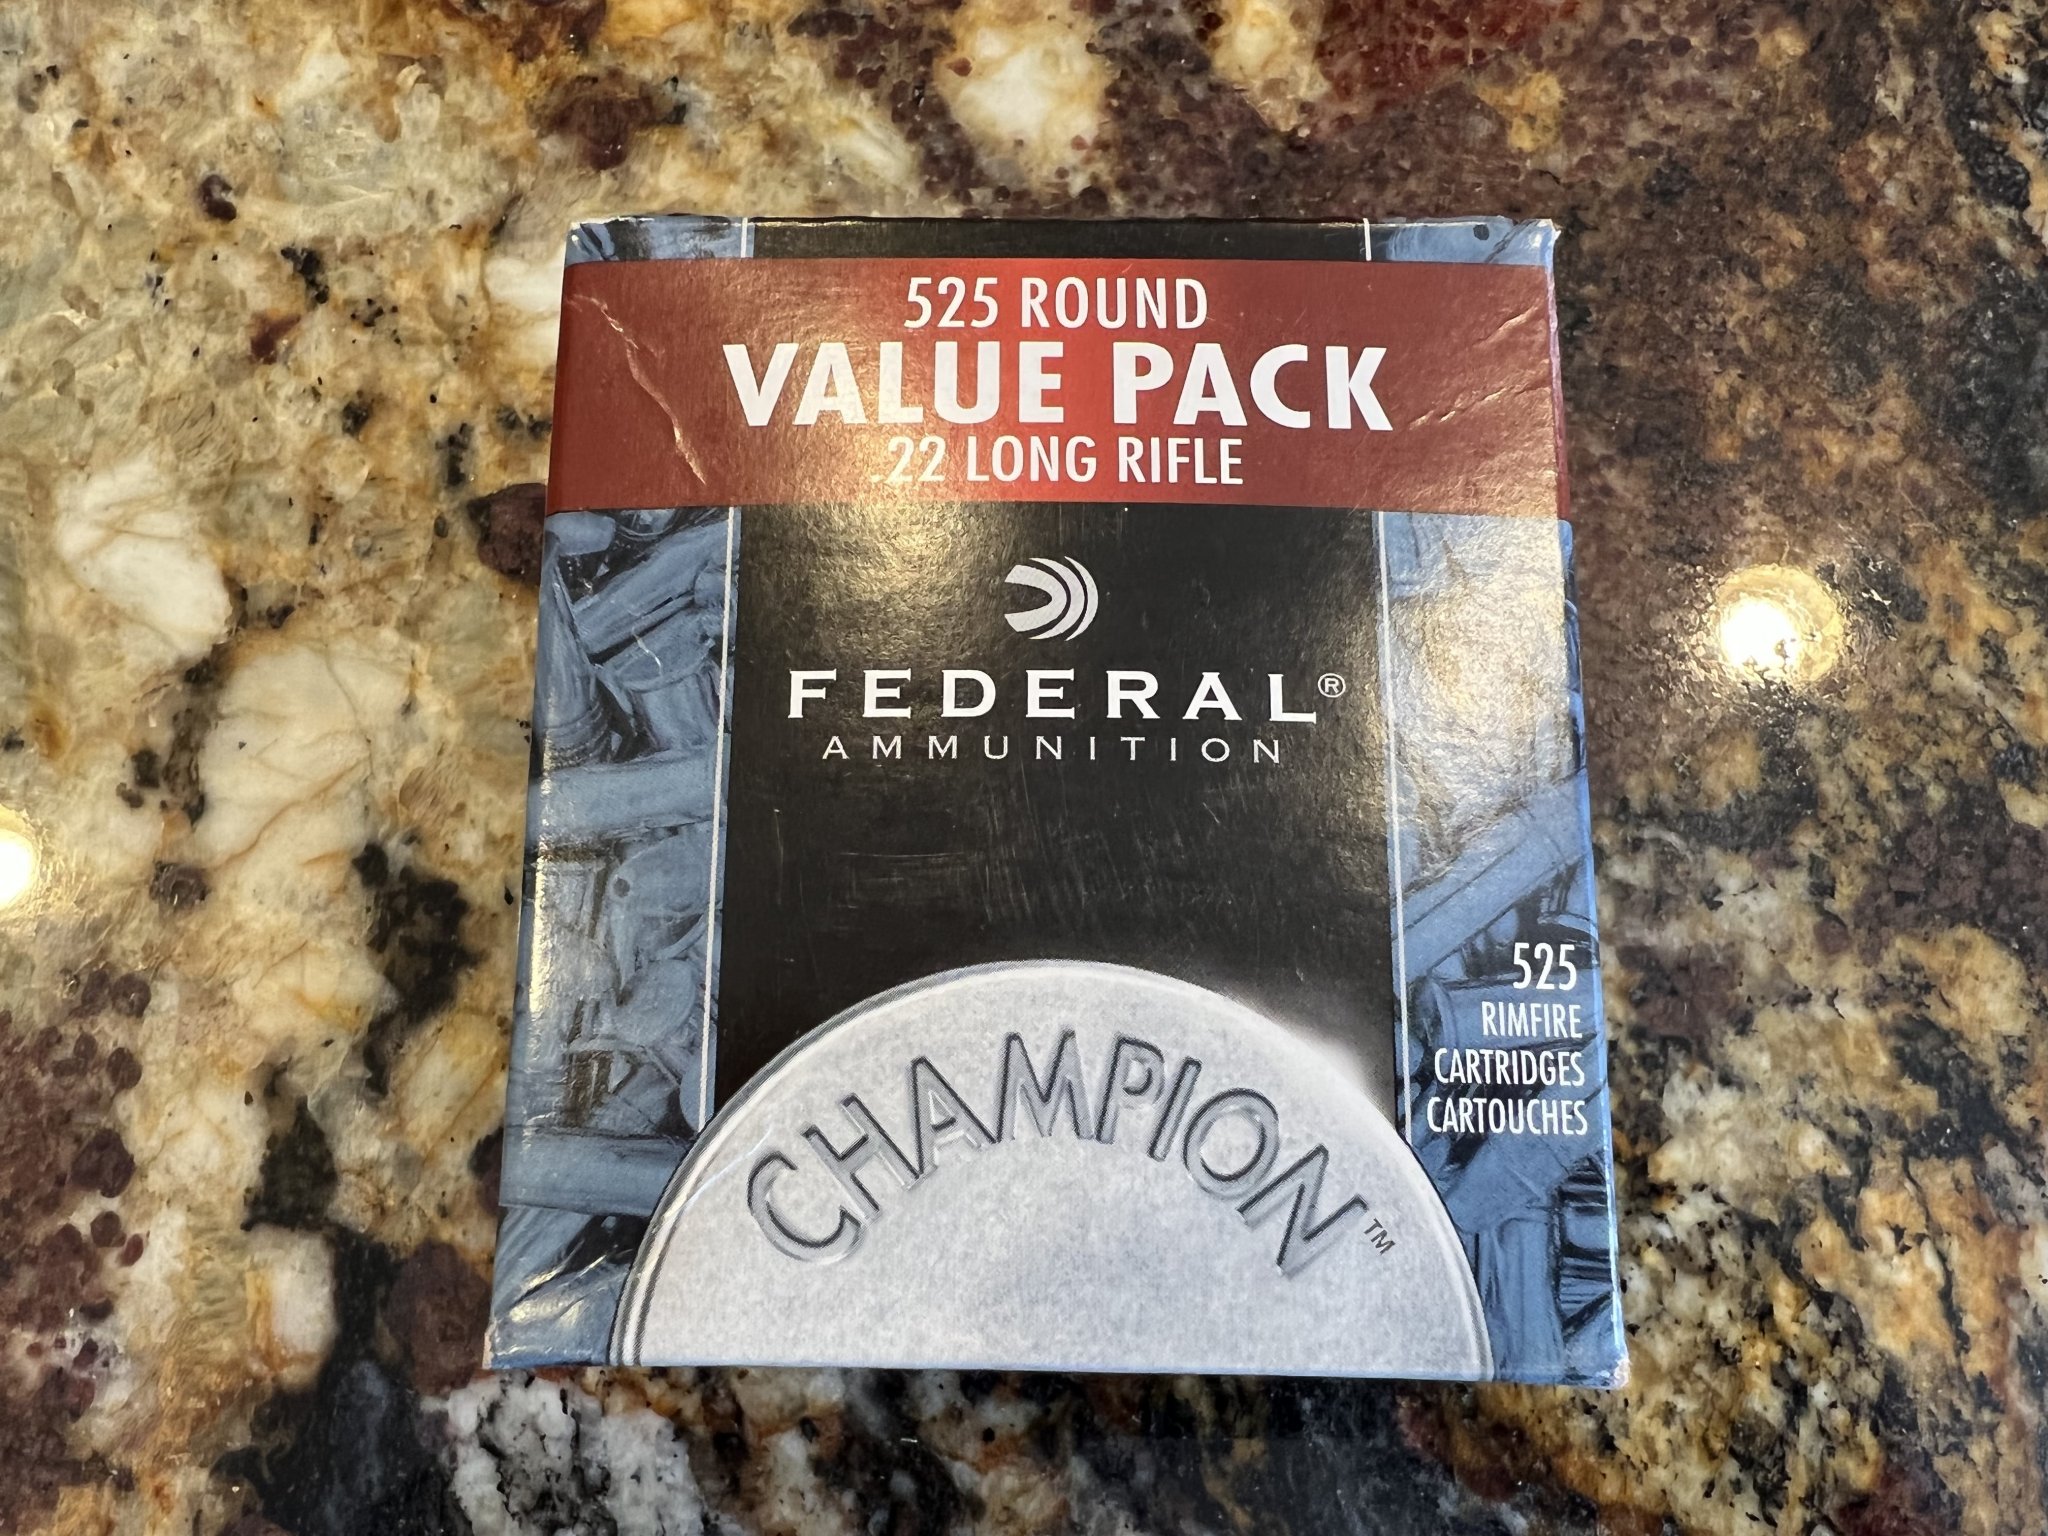 525 ROUND
VALUE PACK
.22 LONG RIFLE
FEDERAL®
AMMUNITION
525
RIMFIRE
CARTRIDGES
CARTOUCHES
CHAMPION™